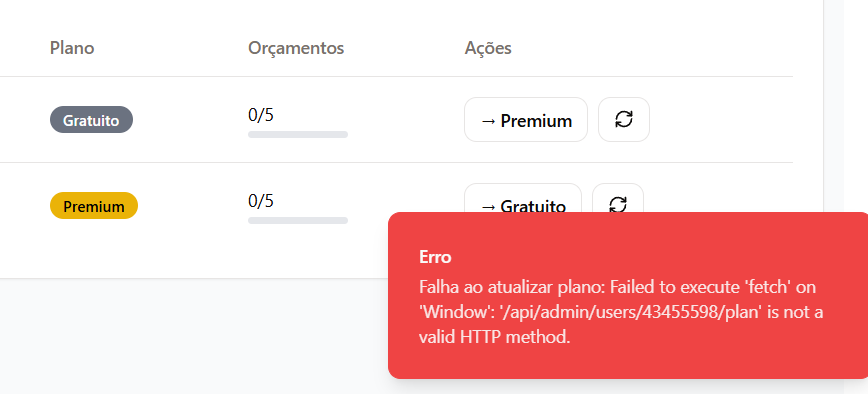 Plano Orçamentos Ações
Gratuito 0/5 → Premium
Premium 0/5 → Gratuito
Erro
Falha ao atualizar plano: Failed to execute 'fetch' on
'Window': '/api/admin/users/43455598/plan' is not a
valid HTTP method.